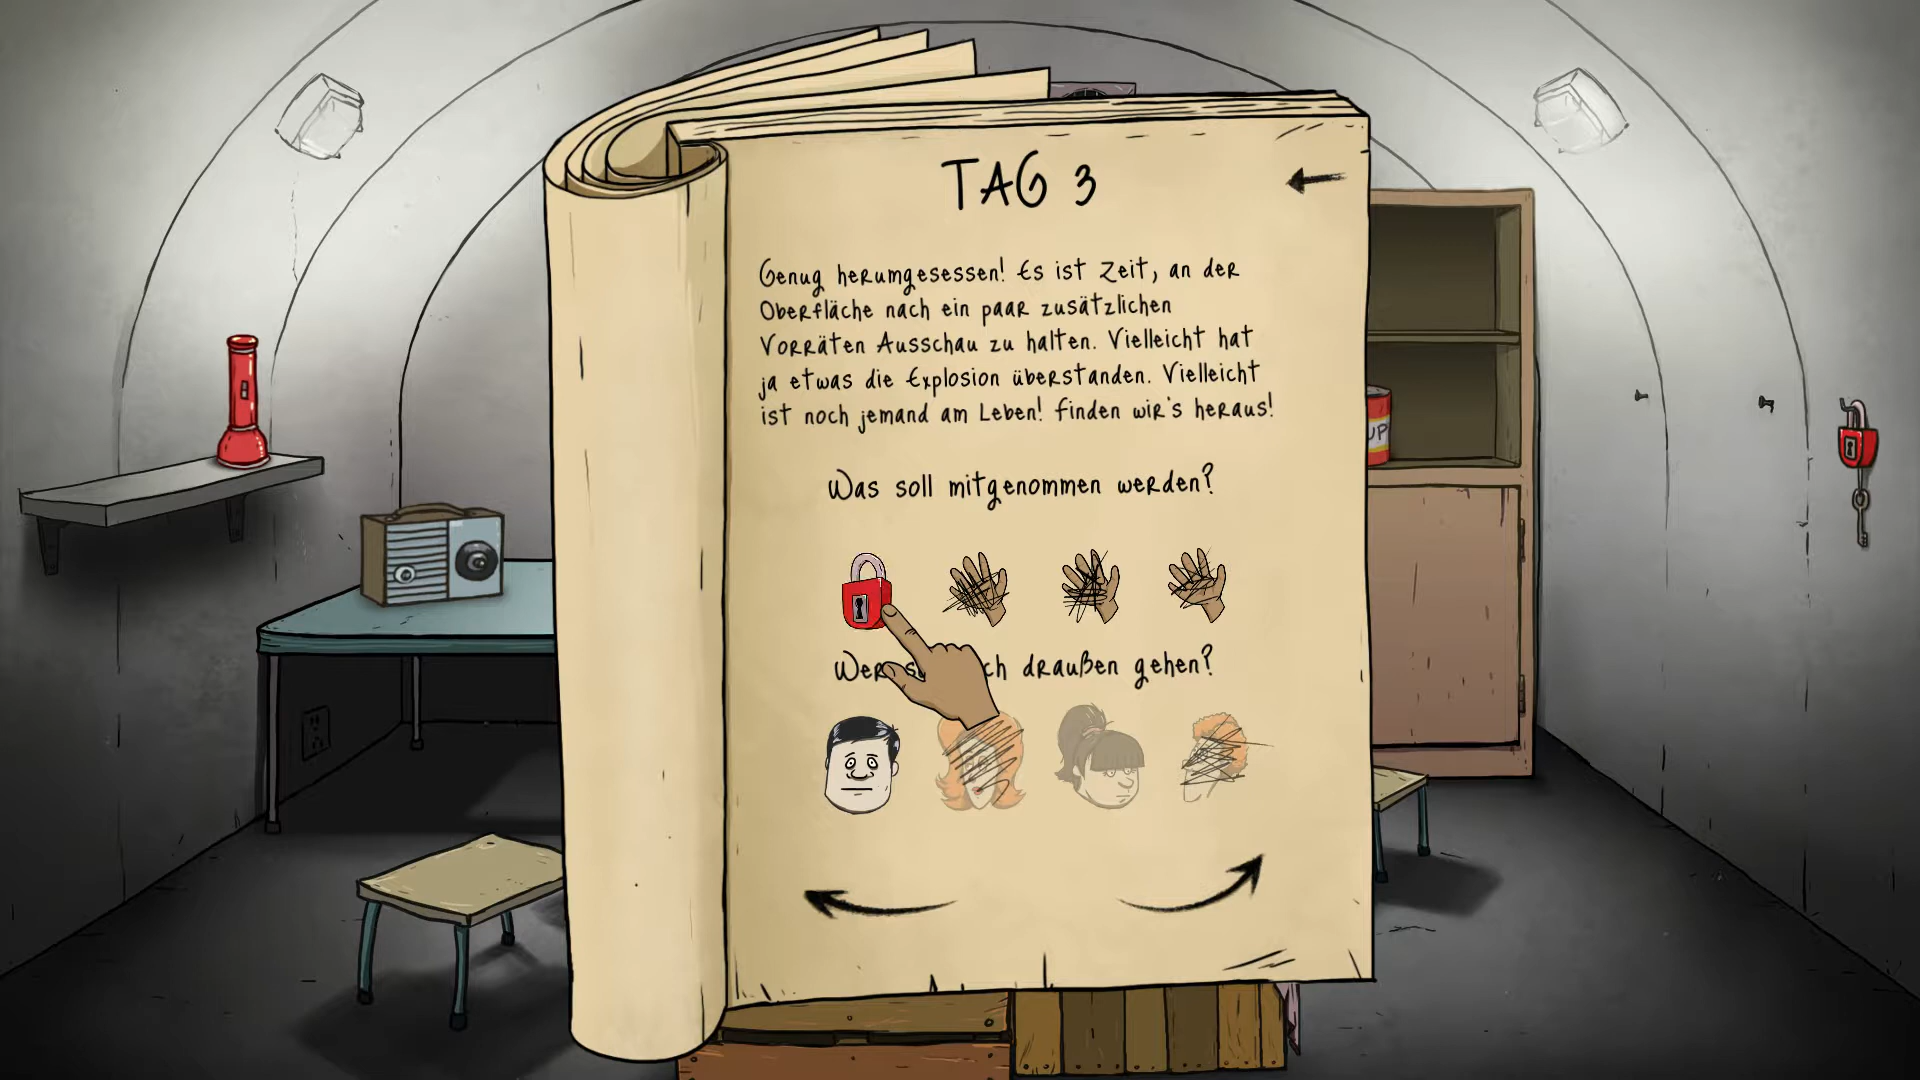 TAG 3
Genug herumgesessen! Es ist Zeit, an der
Oberfläche nach ein paar zusätzlichen
Vorräten Ausschau zu halten. Vielleicht hat
ja etwas die Explosion überstanden. Vielleicht
ist noch jemand am Leben! Finden wir's heraus!
UP
Was soll mitgenommen werden?
Wer draußen gehen?